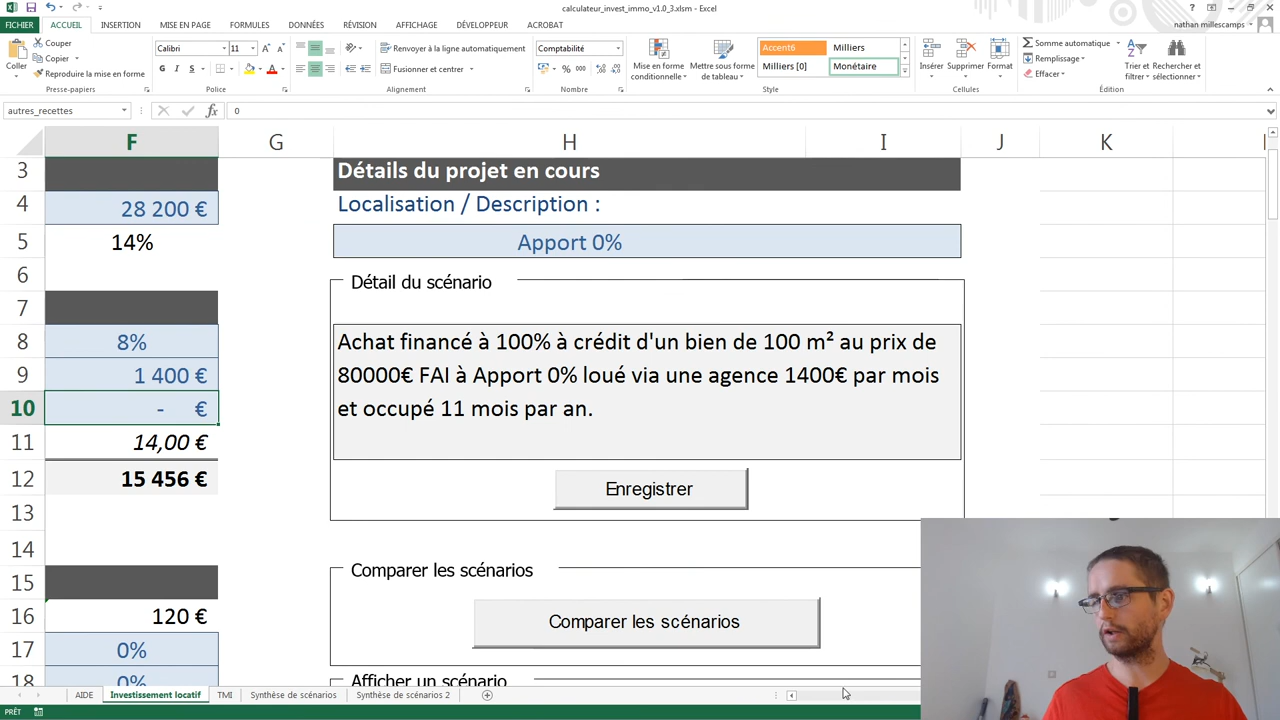 calculateur_invest_immo_v1.0_3.xlsm - Excel
FICHIER ACCUEIL INSERTION MISE EN PAGE FORMULES DONNÉES RÉVISION AFFICHAGE DÉVELOPPEUR ACROBAT
nathan millescamps
Coller
Couper
Copier
Reproduire la mise en forme
Presse-papiers
Calibri 11
G I S
Police
Renvoyer à la ligne automatiquement
Fusionner et centrer
Alignement
Comptabilité
% 000
Nombre
Mise en forme conditionnelle
Mettre sous forme de tableau
Accent6 Milliers
Milliers [0] Monétaire
Style
Insérer Supprimer Format
Cellules
Somme automatique
Remplissage
Effacer
Trier et filtrer
Rechercher et sélectionner
Édition
autres_recettes fx 0
F G H I J K
3 Détails du projet en cours
4 28 200 € Localisation / Description :
5 14% Apport 0%
6 Détail du scénario
7
8 8% Achat financé à 100% à crédit d'un bien de 100 m² au prix de
9 1 400 € 80000€ FAI à Apport 0% loué via une agence 1400€ par mois
10 - € et occupé 11 mois par an.
11 14,00 €
12 15 456 € Enregistrer
13
14 Comparer les scénarios
15
16 120 € Comparer les scénarios
17 0%
18 0% Afficher un scénario
AIDE Investissement locatif TMI Synthèse de scénarios Synthèse de scénarios 2
PRÊT